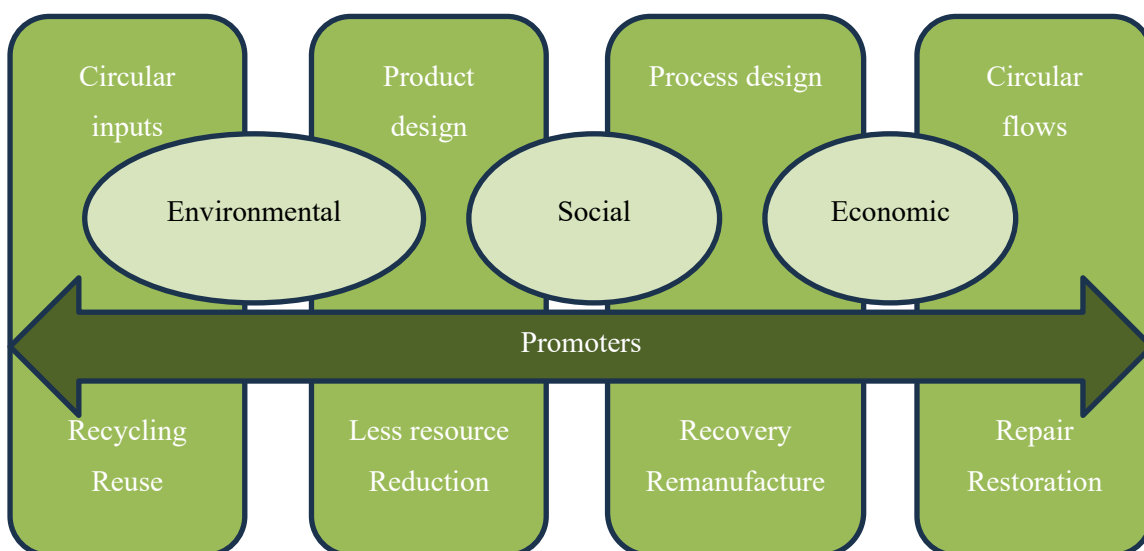 Circular
inputs
Product
design
Process design
Circular
flows
Environmental
Social
Economic
Promoters
Recycling
Reuse
Less resource
Reduction
Recovery
Remanufacture
Repair
Restoration